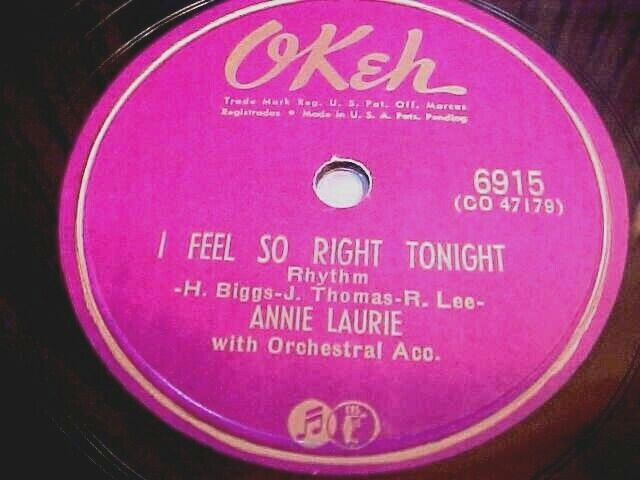 OKeh
Trade Mark Reg. U. S. Pat. Off. Marcas
Registradas • Made in U. S. A. Pats. Pending
6915
(CO 47179)
I FEEL SO RIGHT TONIGHT
Rhythm
-H. Biggs-J. Thomas-R. Lee-
ANNIE LAURIE
with Orchestral Acc.